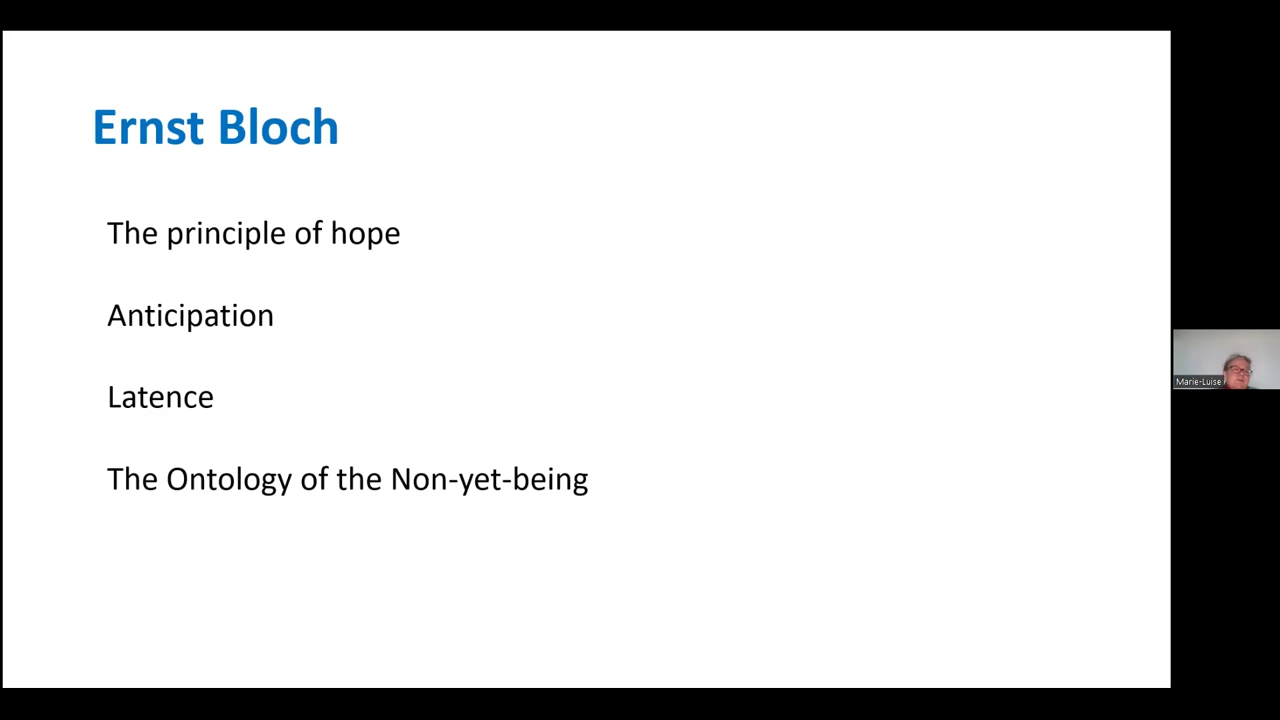 Ernst Bloch
The principle of hope
Anticipation
Latence
The Ontology of the Non-yet-being
Marie-Luise